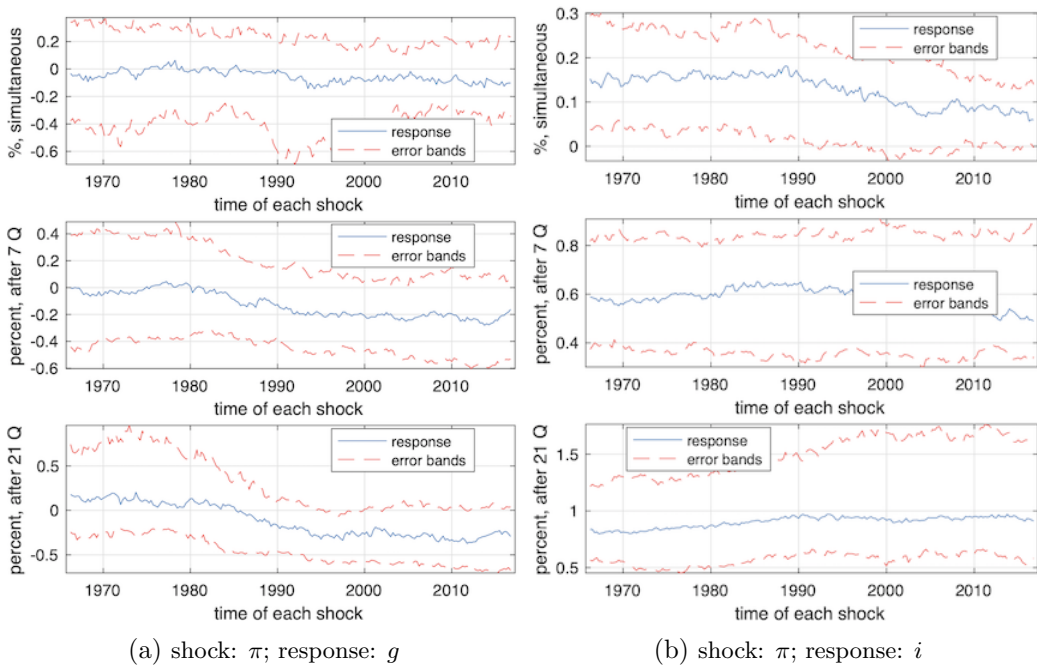 %, simultaneous
0.2
0
-0.2
-0.4
-0.6
response
error bands
1970
1980
1990
2000
2010
time of each shock
percent, after 7 Q
0.4
0.2
0
-0.2
-0.4
-0.6
response
error bands
1970
1980
1990
2000
2010
time of each shock
percent, after 21 Q
0.5
0
-0.5
response
error bands
1970
1980
1990
2000
2010
time of each shock
(a) shock: π; response: g
%, simultaneous
0.3
0.2
0.1
0
response
error bands
1970
1980
1990
2000
2010
time of each shock
percent, after 7 Q
0.8
0.6
0.4
response
error bands
1970
1980
1990
2000
2010
time of each shock
percent, after 21 Q
1.5
1
0.5
response
error bands
1970
1980
1990
2000
2010
time of each shock
(b) shock: π; response: i